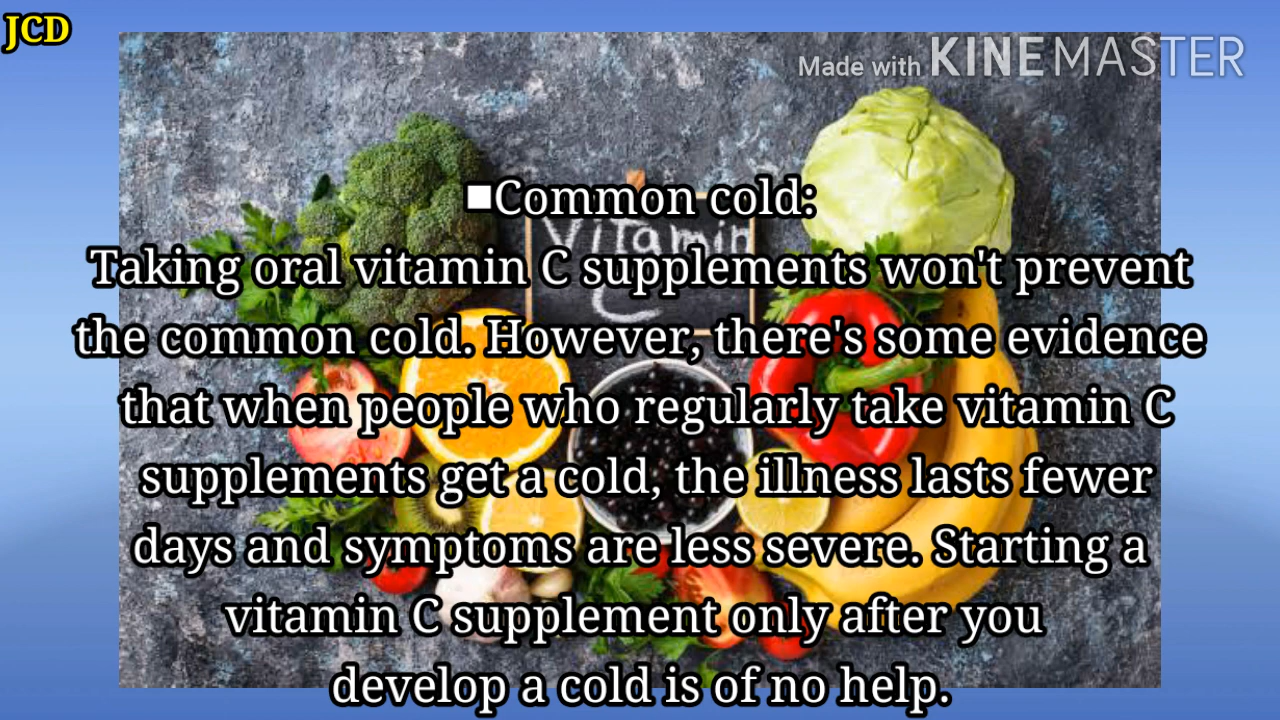 JCD
Made with KINEMASTER
■Common cold:
Vitamin
Taking oral vitamin C supplements won't prevent
C
the common cold. However, there's some evidence
that when people who regularly take vitamin C
supplements get a cold, the illness lasts fewer
days and symptoms are less severe. Starting a
vitamin C supplement only after you
develop a cold is of no help.